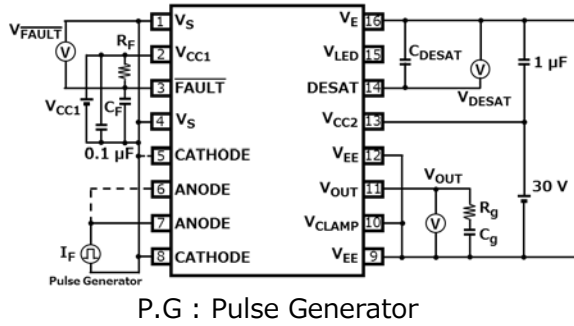 V_FAULT
V
R_F
V_CC1
C_F
0.1 μF
I_F
Pulse Generator
1 V_S
2 V_CC1
3 FAULT
4 V_S
5 CATHODE
6 ANODE
7 ANODE
8 CATHODE
V_E 16
V_LED 15
DESAT 14
V_CC2 13
V_EE 12
V_OUT 11
V_CLAMP 10
V_EE 9
C_DESAT
V
V_DESAT
1 μF
30 V
V_OUT
V
R_g
C_g
P.G : Pulse Generator